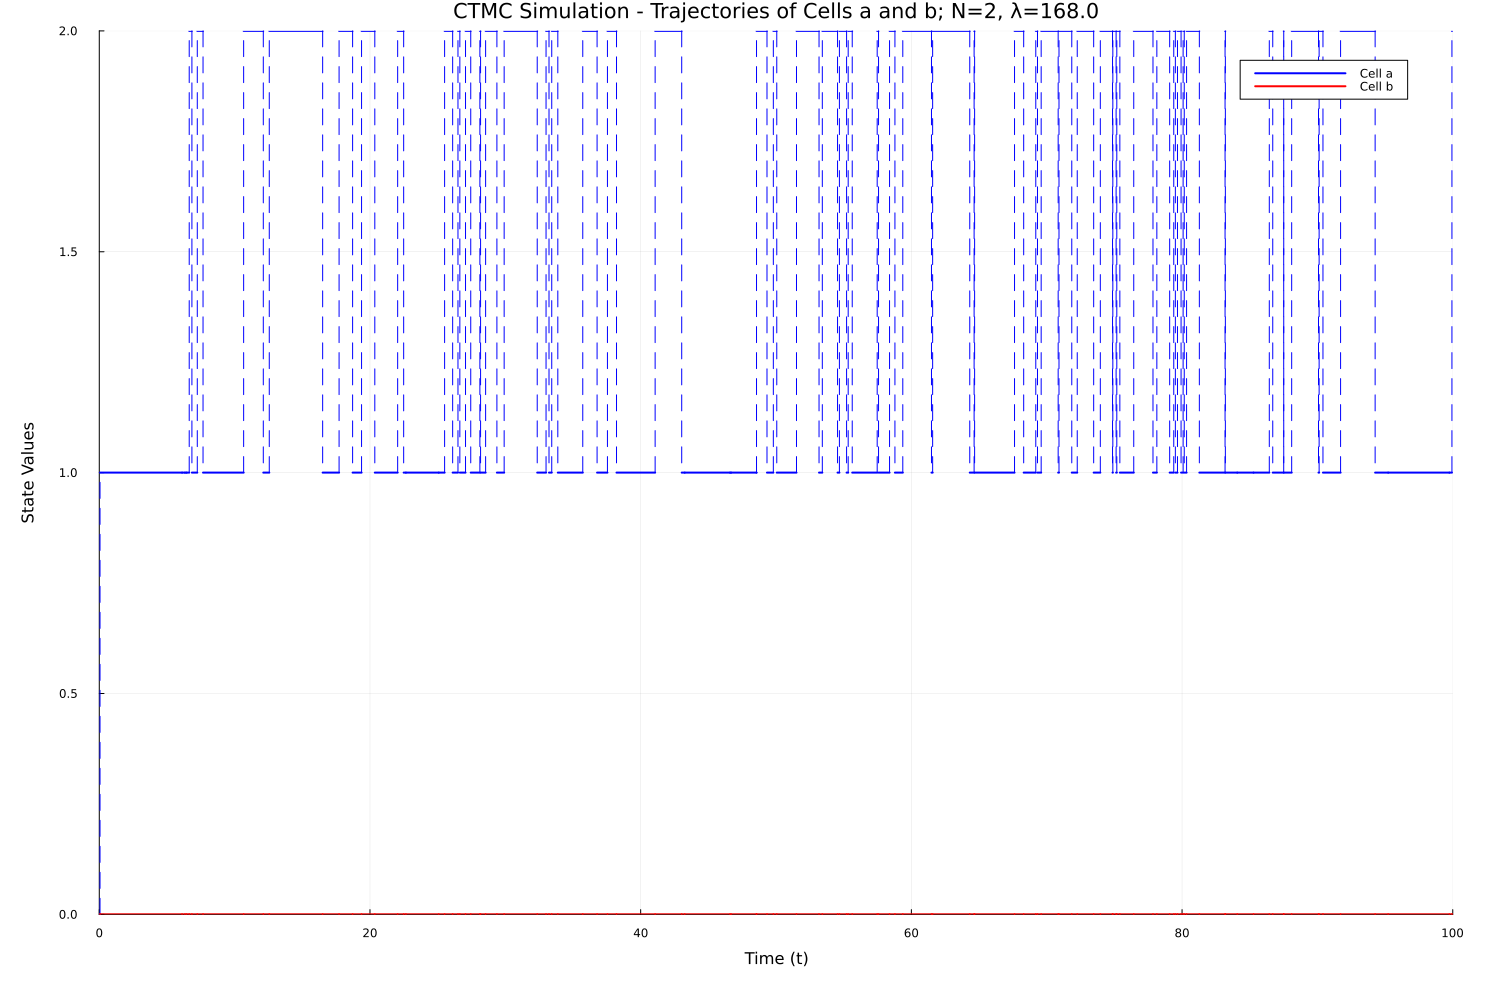 CTMC Simulation - Trajectories of Cells a and b; N=2, λ=168.0
2.0
Cell a
Cell b
1.5
State Values
1.0
0.5
0.0
0 20 40 60 80 100
Time (t)